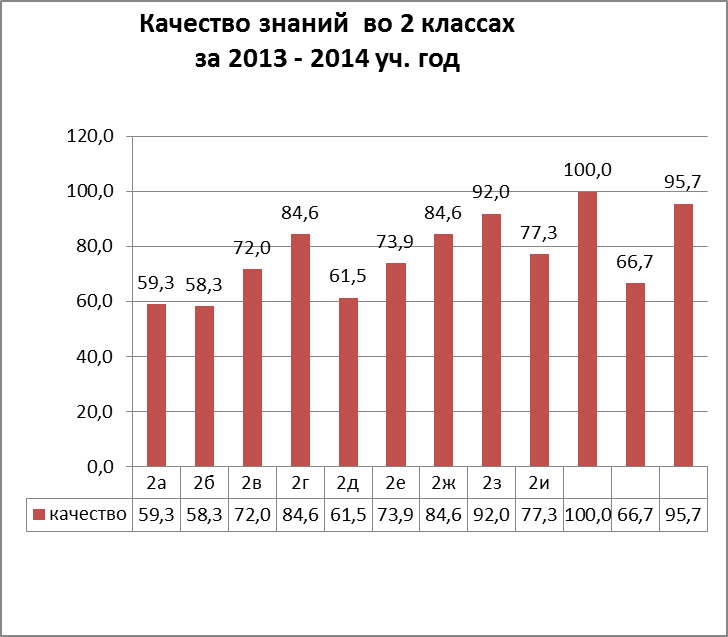 Качество знаний во 2 классах
за 2013 - 2014 уч. год
120,0
100,0
80,0
60,0
40,0
20,0
0,0
59,3 58,3 72,0 84,6 61,5 73,9 84,6 92,0 77,3 100,0 66,7 95,7
2а 2б 2в 2г 2д 2е 2ж 2з 2и
качество 59,3 58,3 72,0 84,6 61,5 73,9 84,6 92,0 77,3 100,0 66,7 95,7